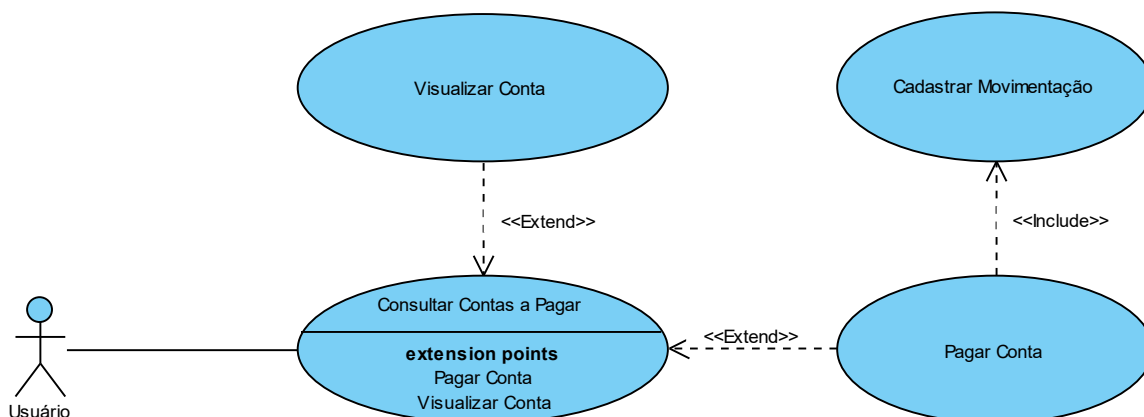 Visualizar Conta
Cadastrar Movimentação
<<Extend>>
<<Include>>
Consultar Contas a Pagar
<<Extend>>
extension points
Pagar Conta
Pagar Conta
Visualizar Conta
Usuário